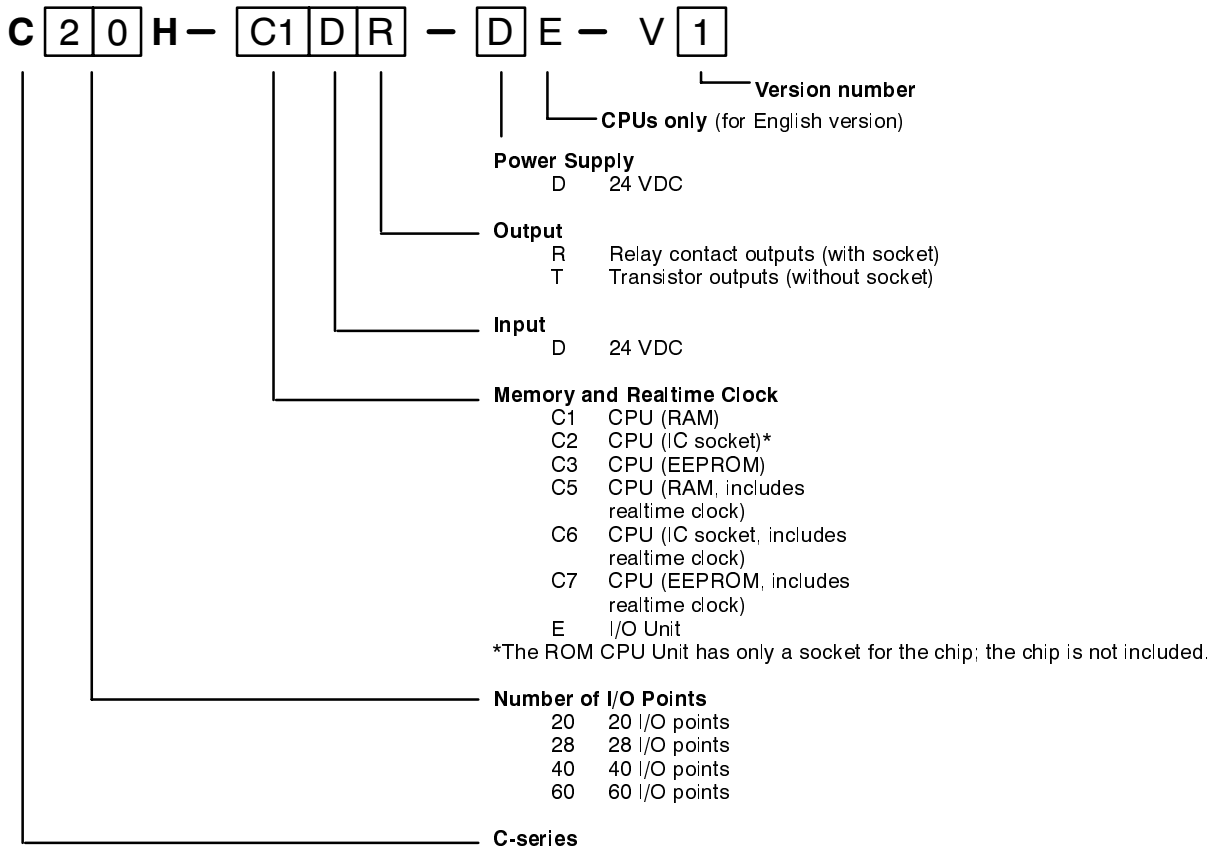 C 2 0 H – C1 D R – D E – V 1
Version number
CPUs only (for English version)
Power Supply
D 24 VDC
Output
R Relay contact outputs (with socket)
T Transistor outputs (without socket)
Input
D 24 VDC
Memory and Realtime Clock
C1 CPU (RAM)
C2 CPU (IC socket)*
C3 CPU (EEPROM)
C5 CPU (RAM, includes
realtime clock)
C6 CPU (IC socket, includes
realtime clock)
C7 CPU (EEPROM, includes
realtime clock)
E I/O Unit
*The ROM CPU Unit has only a socket for the chip; the chip is not included.
Number of I/O Points
20 20 I/O points
28 28 I/O points
40 40 I/O points
60 60 I/O points
C-series